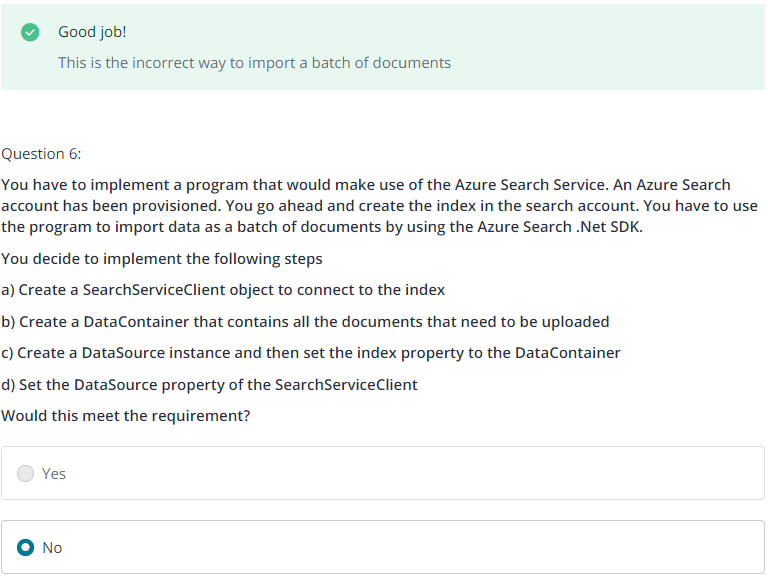 Good job!
This is the incorrect way to import a batch of documents
Question 6:
You have to implement a program that would make use of the Azure Search Service. An Azure Search
account has been provisioned. You go ahead and create the index in the search account. You have to use
the program to import data as a batch of documents by using the Azure Search .Net SDK.
You decide to implement the following steps
a) Create a SearchServiceClient object to connect to the index
b) Create a DataContainer that contains all the documents that need to be uploaded
c) Create a DataSource instance and then set the index property to the DataContainer
d) Set the DataSource property of the SearchServiceClient
Would this meet the requirement?
Yes
No